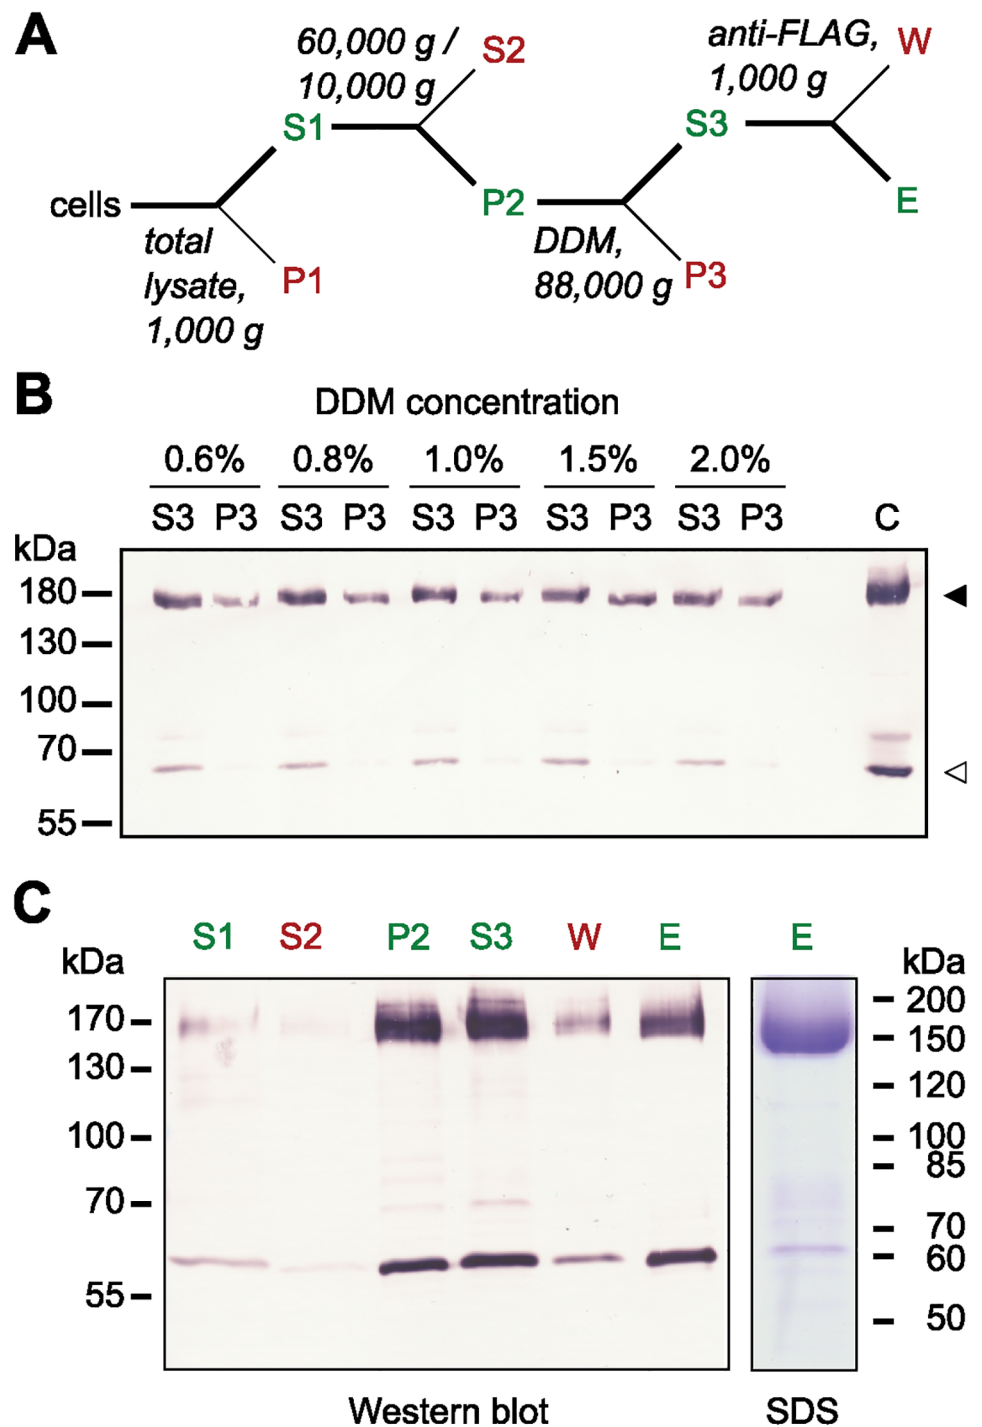 A
60,000 g /
10,000 g
S2
anti-FLAG,
1,000 g
W
S1
S3
cells
P2
E
total
lysate,
1,000 g
P1
DDM,
88,000 g
P3
B
DDM concentration
0.6% 0.8% 1.0% 1.5% 2.0%
S3 P3 S3 P3 S3 P3 S3 P3 S3 P3 C
kDa
180
130
100
70
55
C
S1 S2 P2 S3 W E E
kDa kDa
170
130
100
70
55
200
150
120
100
85
70
60
50
Western blot SDS